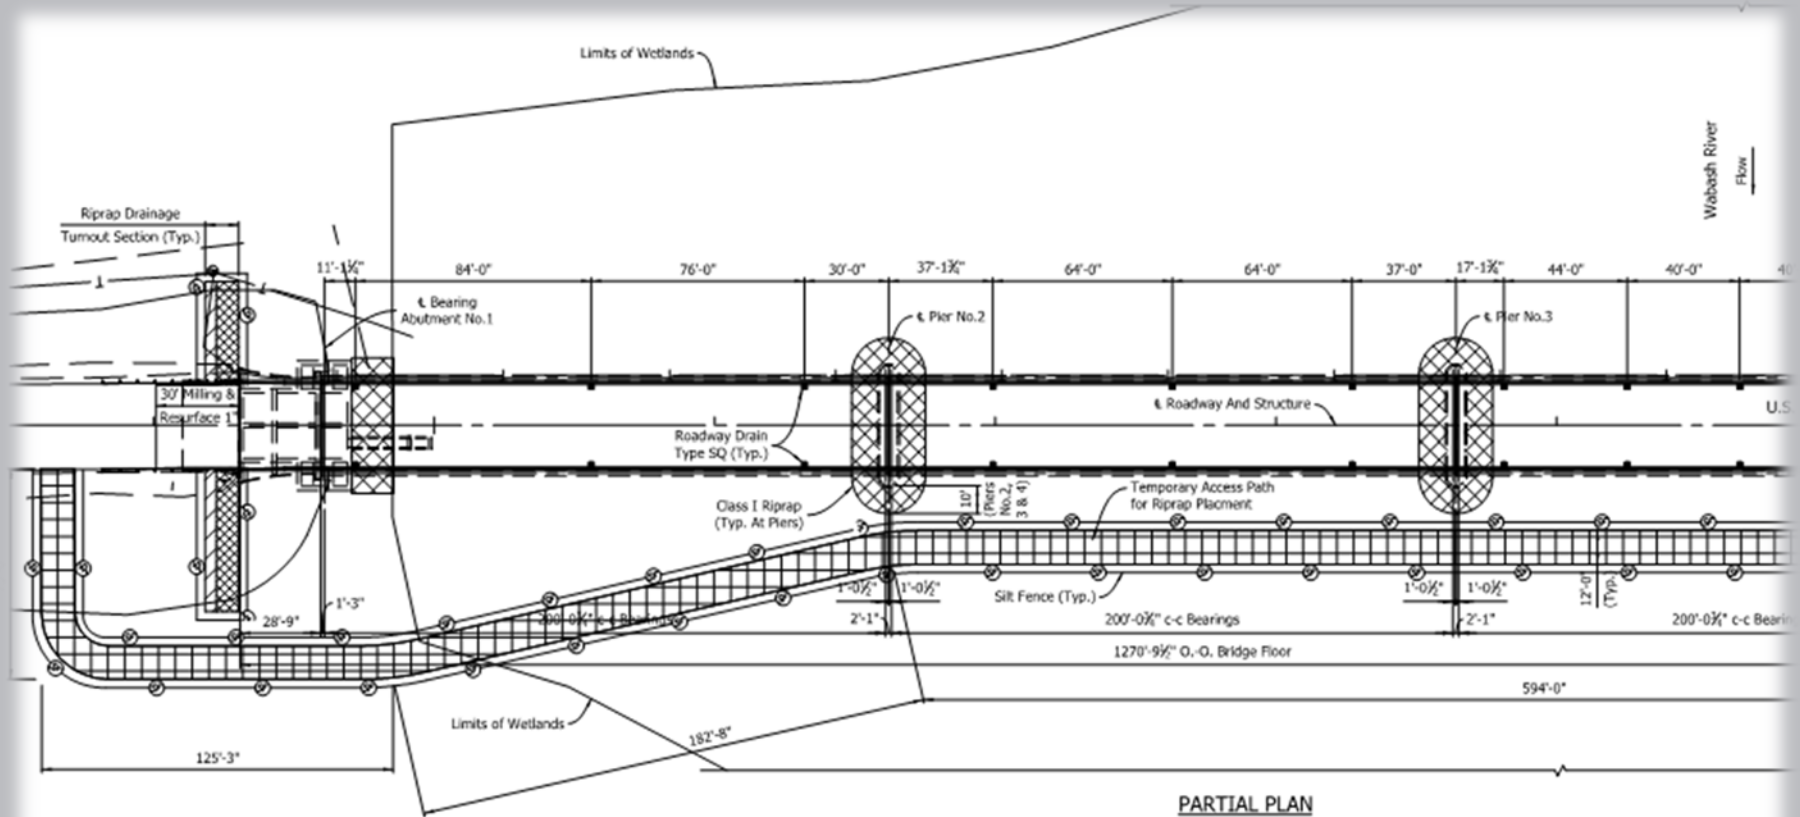 Limits of Wetlands
Wabash River
Flow
Riprap Drainage
Turnout Section (Typ.)
11'-1¾"
84'-0"
76'-0"
30'-0"
37'-1¾"
64'-0"
64'-0"
37'-0"
17'-1¾"
44'-0"
40'-0"
40
℄ Bearing
Abutment No.1
℄ Pier No.2
℄ Pier No.3
30' Milling &
Resurface 1"
℄ Roadway And Structure
U.S.
Roadway Drain
Type SQ (Typ.)
Class I Riprap
(Typ. At Piers)
10'
(Piers
No.2,
3 & 4)
Temporary Access Path
for Riprap Placment
1'-0½"
1'-0½"
Silt Fence (Typ.)
1'-0½"
1'-0½"
12'-0"
(Typ.)
1'-3"
28'-9"
200'-0¾" c-c Bearings
2'-1"
200'-0¾" c-c Bearings
2'-1"
200'-0¾" c-c Bearin
1270'-9½" O.-O. Bridge Floor
594'-0"
Limits of Wetlands
182'-8"
125'-3"
PARTIAL PLAN